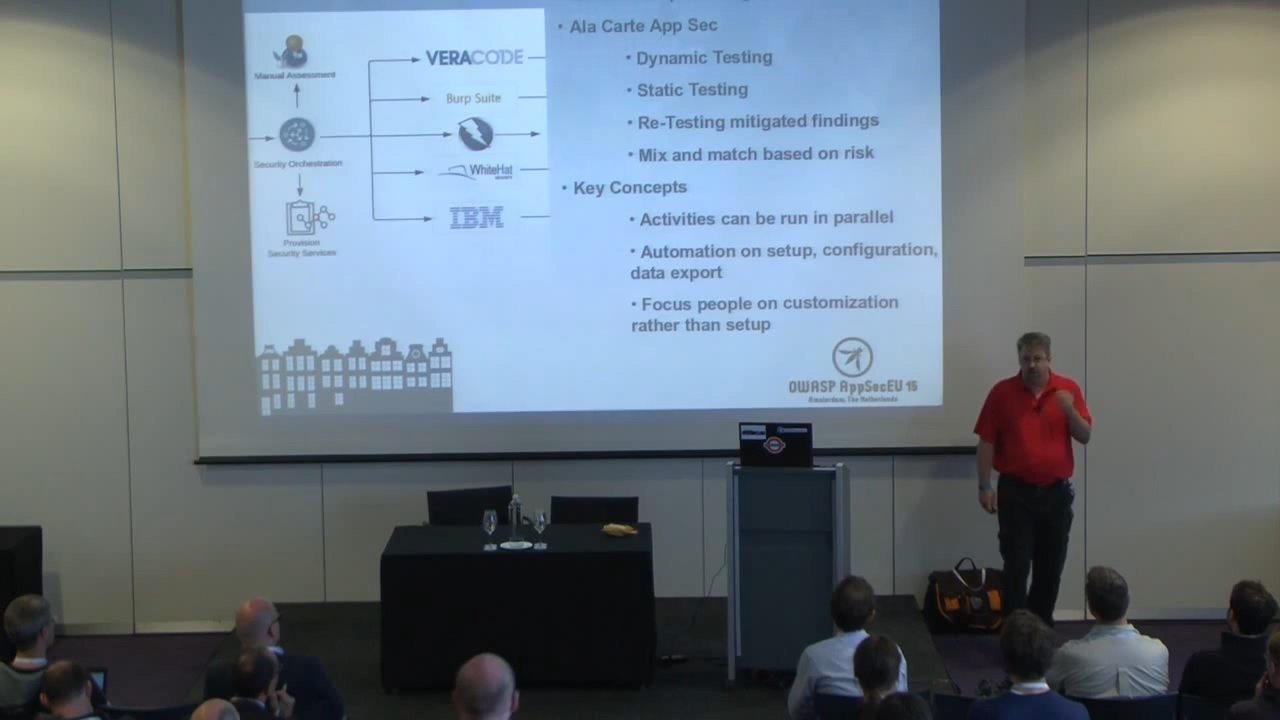 Manual Assessment
Security Orchestration
Provision
Security Services
VERACODE
Burp Suite
WhiteHat
SECURITY
IBM
• Ala Carte App Sec
• Dynamic Testing
• Static Testing
• Re-Testing mitigated findings
• Mix and match based on risk
• Key Concepts
• Activities can be run in parallel
• Automation on setup, configuration,
data export
• Focus people on customization
rather than setup
OWASP AppSecEU 15
Amsterdam, The Netherlands